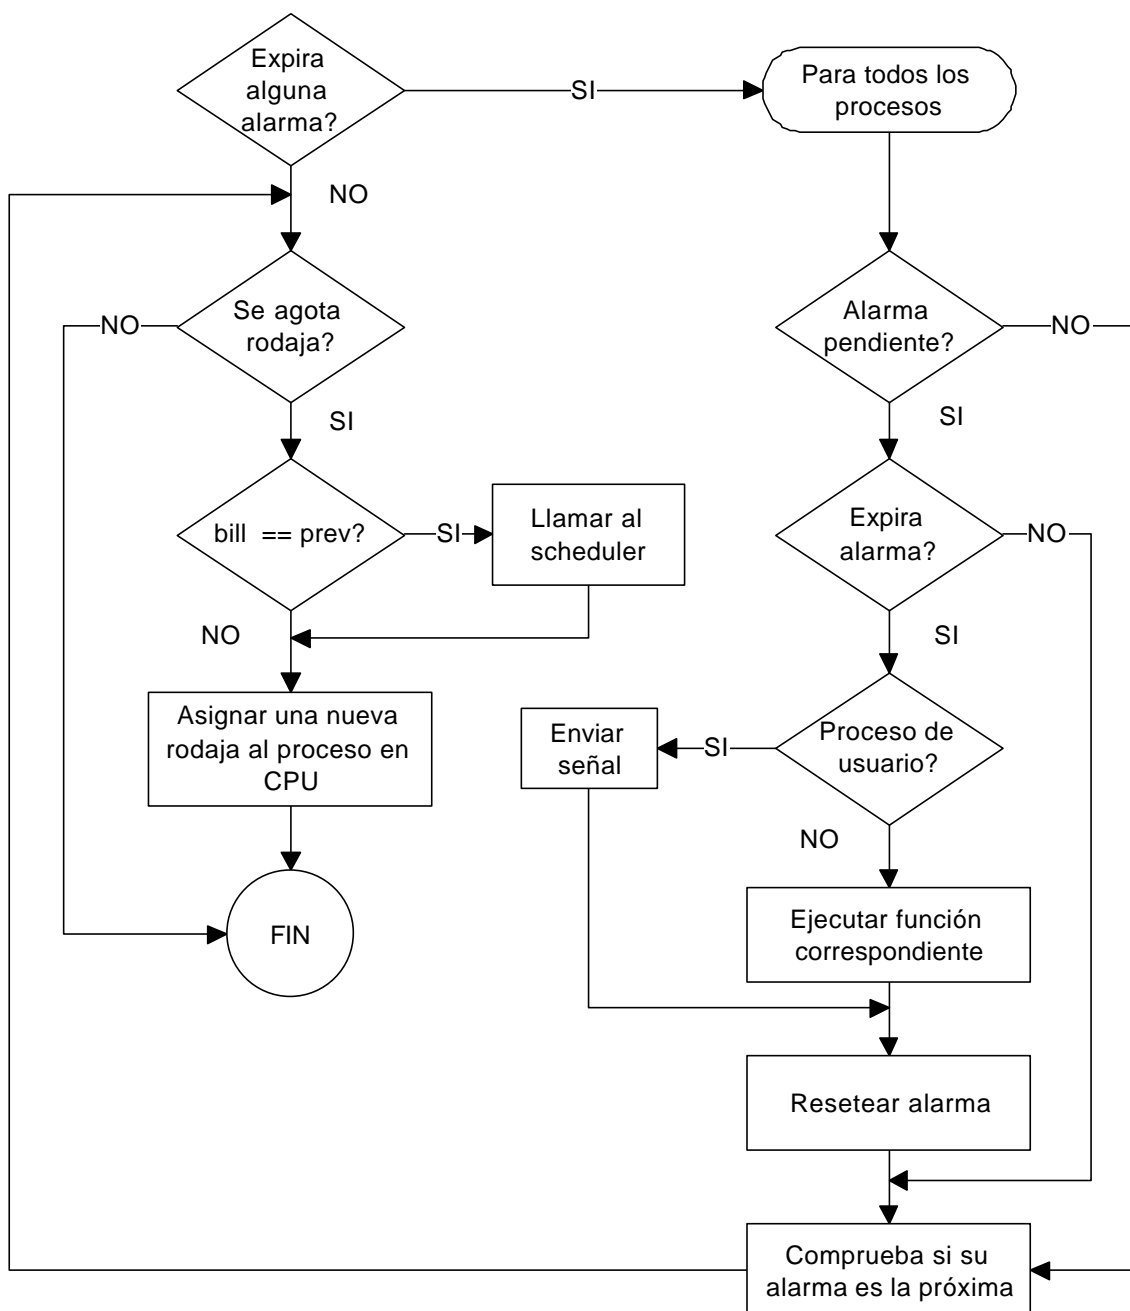 Expira
alguna
alarma?
SI
Para todos los
procesos
NO
Se agota
rodaja?
NO
SI
Alarma
pendiente?
NO
SI
bill == prev?
SI
Llamar al
scheduler
NO
Expira
alarma?
NO
SI
Asignar una nueva
rodaja al proceso en
CPU
Enviar
señal
SI
Proceso de
usuario?
NO
FIN
Ejecutar función
correspondiente
Resetear alarma
Comprueba si su
alarma es la próxima